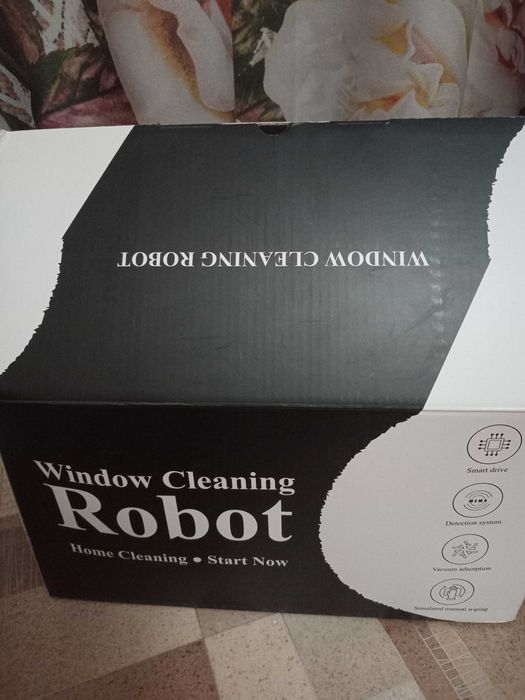 WINDOW CLEANING ROBOT
Window Cleaning
Robot
Home Cleaning ● Start Now
Smart drive
MEMS
Detection system
Vacuum adsorption
Simulated manual wiping